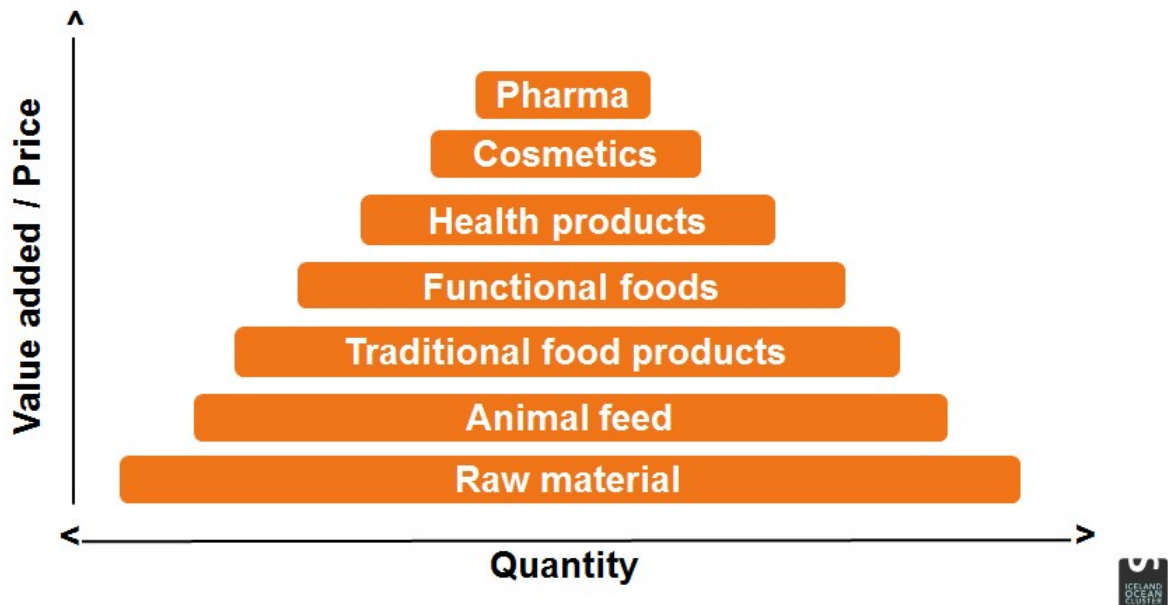 Value added / Price
Pharma
Cosmetics
Health products
Functional foods
Traditional food products
Animal feed
Raw material
Quantity
ICELAND
OCEAN
CLUSTER